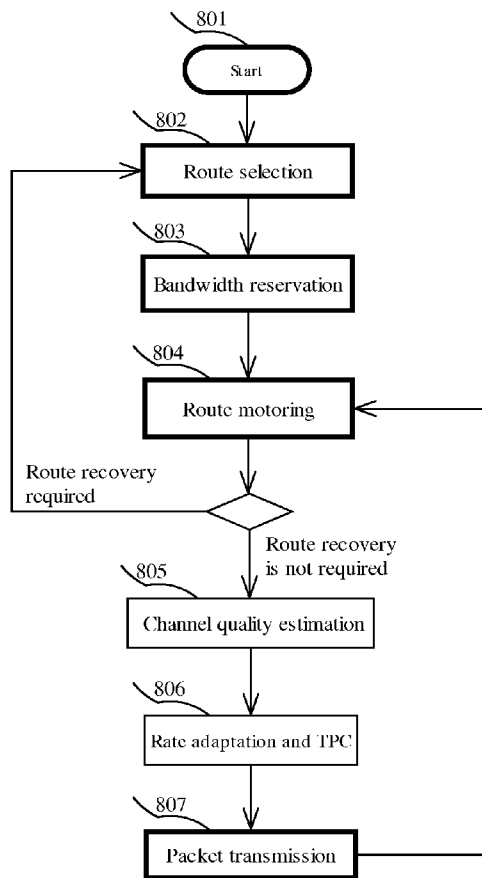 801
Start
802
Route selection
803
Bandwidth reservation
804
Route motoring
Route recovery
required
Route recovery
is not required
805
Channel quality estimation
806
Rate adaptation and TPC
807
Packet transmission